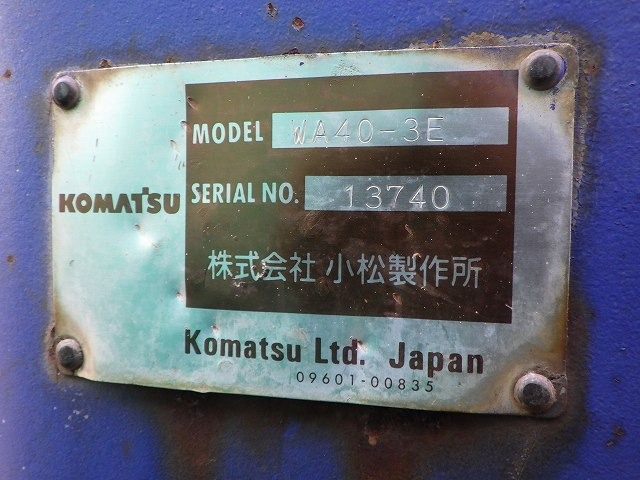 KOMATSU
MODEL WA40-3E
SERIAL NO. 13740
株式会社 小松製作所
Komatsu Ltd. Japan
09601-00835